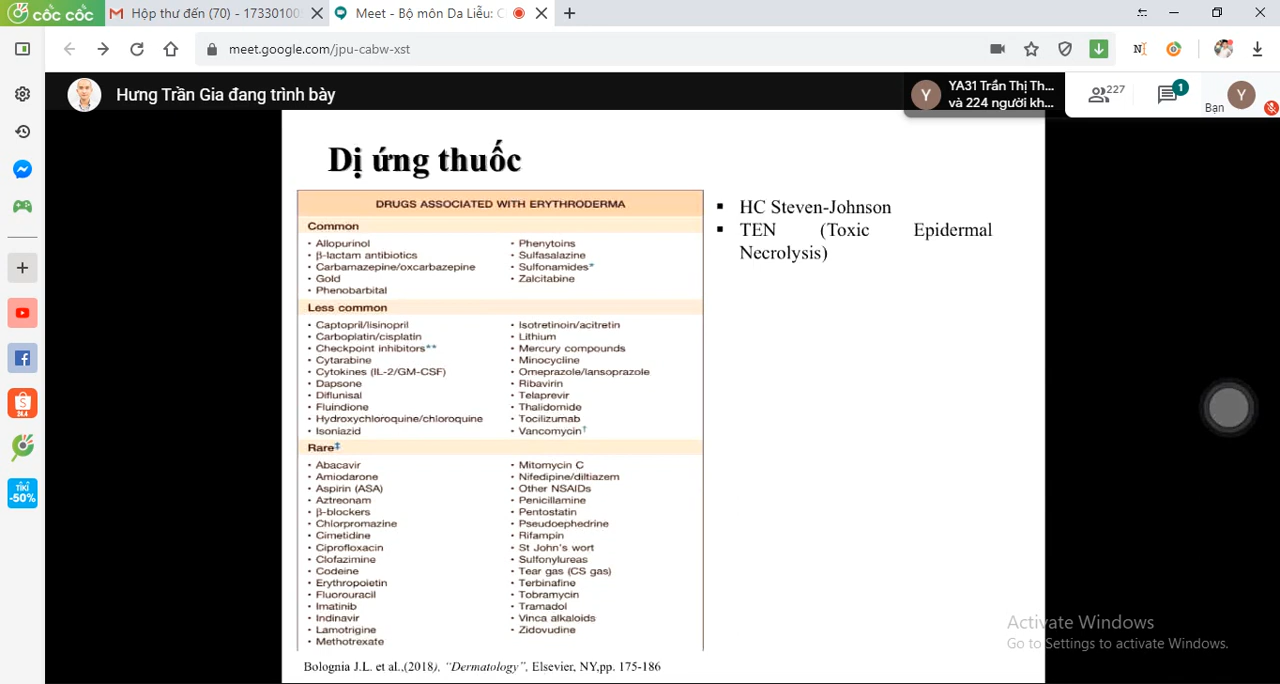 cốc cốc
Hộp thư đến (70) - 17330100
Meet - Bộ môn Da Liễu: C
meet.google.com/jpu-cabw-xst
Hưng Trần Gia đang trình bày
YA31 Trần Thị Th...
và 224 người kh...
227
1
Bạn
Y
Y
Dị ứng thuốc
DRUGS ASSOCIATED WITH ERYTHRODERMA
Common
• Allopurinol
• β-lactam antibiotics
• Carbamazepine/oxcarbazepine
• Gold
• Phenobarbital
• Phenytoins
• Sulfasalazine
• Sulfonamides*
• Zalcitabine
Less common
• Captopril/lisinopril
• Carboplatin/cisplatin
• Checkpoint inhibitors**
• Cytarabine
• Cytokines (IL-2/GM-CSF)
• Dapsone
• Diflunisal
• Fluindione
• Hydroxychloroquine/chloroquine
• Isoniazid
• Isotretinoin/acitretin
• Lithium
• Mercury compounds
• Minocycline
• Omeprazole/lansoprazole
• Ribavirin
• Telaprevir
• Thalidomide
• Tocilizumab
• Vancomycin†
Rare‡
• Abacavir
• Amiodarone
• Aspirin (ASA)
• Aztreonam
• β-blockers
• Chlorpromazine
• Cimetidine
• Ciprofloxacin
• Clofazimine
• Codeine
• Erythropoietin
• Fluorouracil
• Imatinib
• Indinavir
• Lamotrigine
• Methotrexate
• Mitomycin C
• Nifedipine/diltiazem
• Other NSAIDs
• Penicillamine
• Pentostatin
• Pseudoephedrine
• Rifampin
• St John's wort
• Sulfonylureas
• Tear gas (CS gas)
• Terbinafine
• Tobramycin
• Tramadol
• Vinca alkaloids
• Zidovudine
Bolognia J.L. et al.,(2018), "Dermatology", Elsevier, NY,pp. 175-186
▪ HC Steven-Johnson
▪ TEN (Toxic Epidermal
Necrolysis)
TiKi
-50%
Activate Windows
Go to Settings to activate Windows.